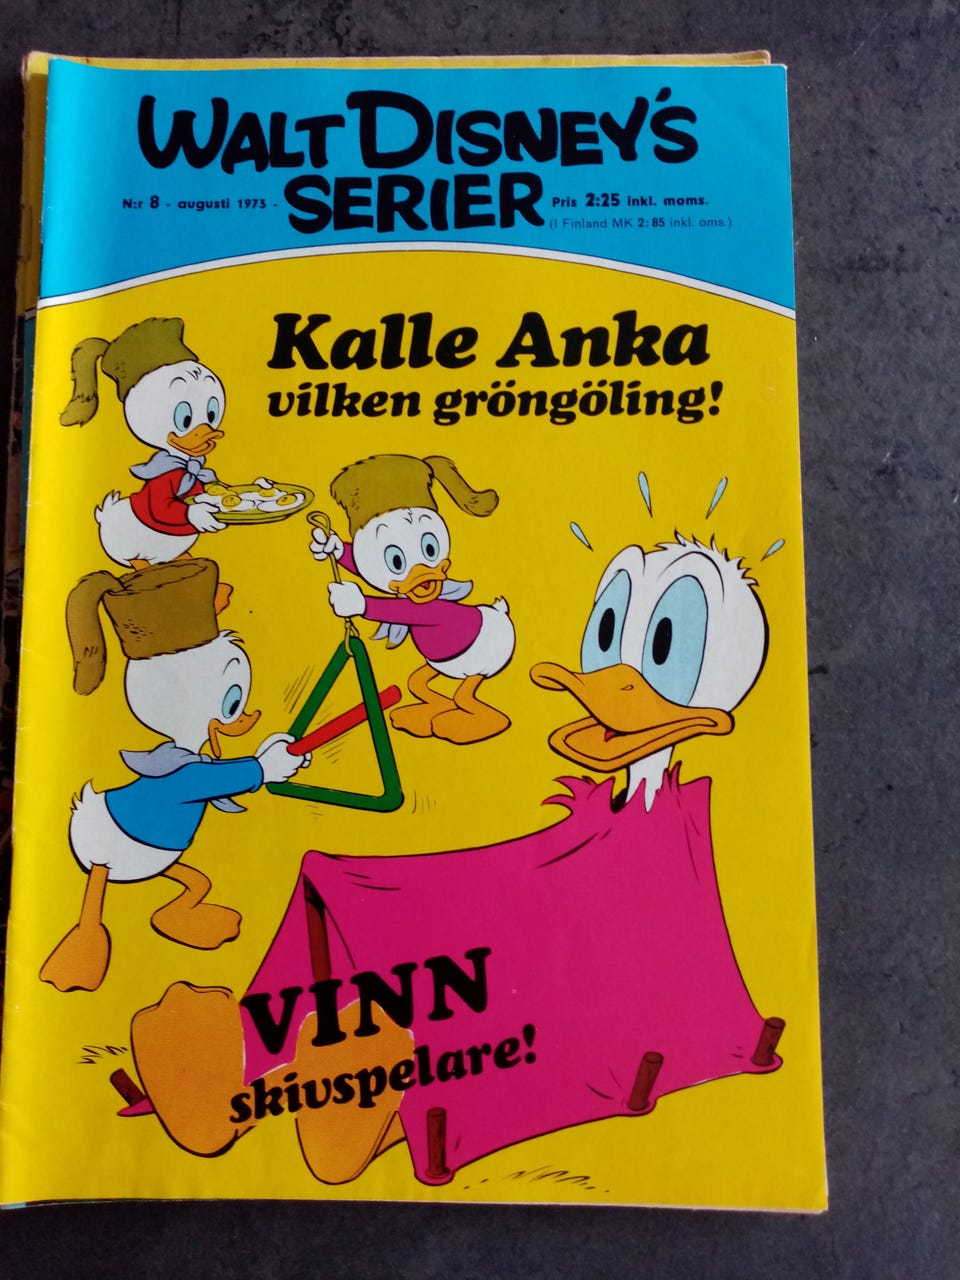 WALT DISNEY'S
SERIER
N:r 8 - augusti 1973 -
Pris 2:25 inkl. moms.
(I Finland MK 2:85 inkl. oms.)
Kalle Anka
vilken gröngöling!
VINN
skivspelare!